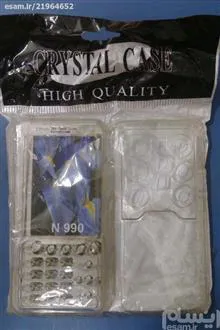 esam.ir/21964652
CRYSTAL CASE
HIGH QUALITY
N 990
ایسام
esam.ir